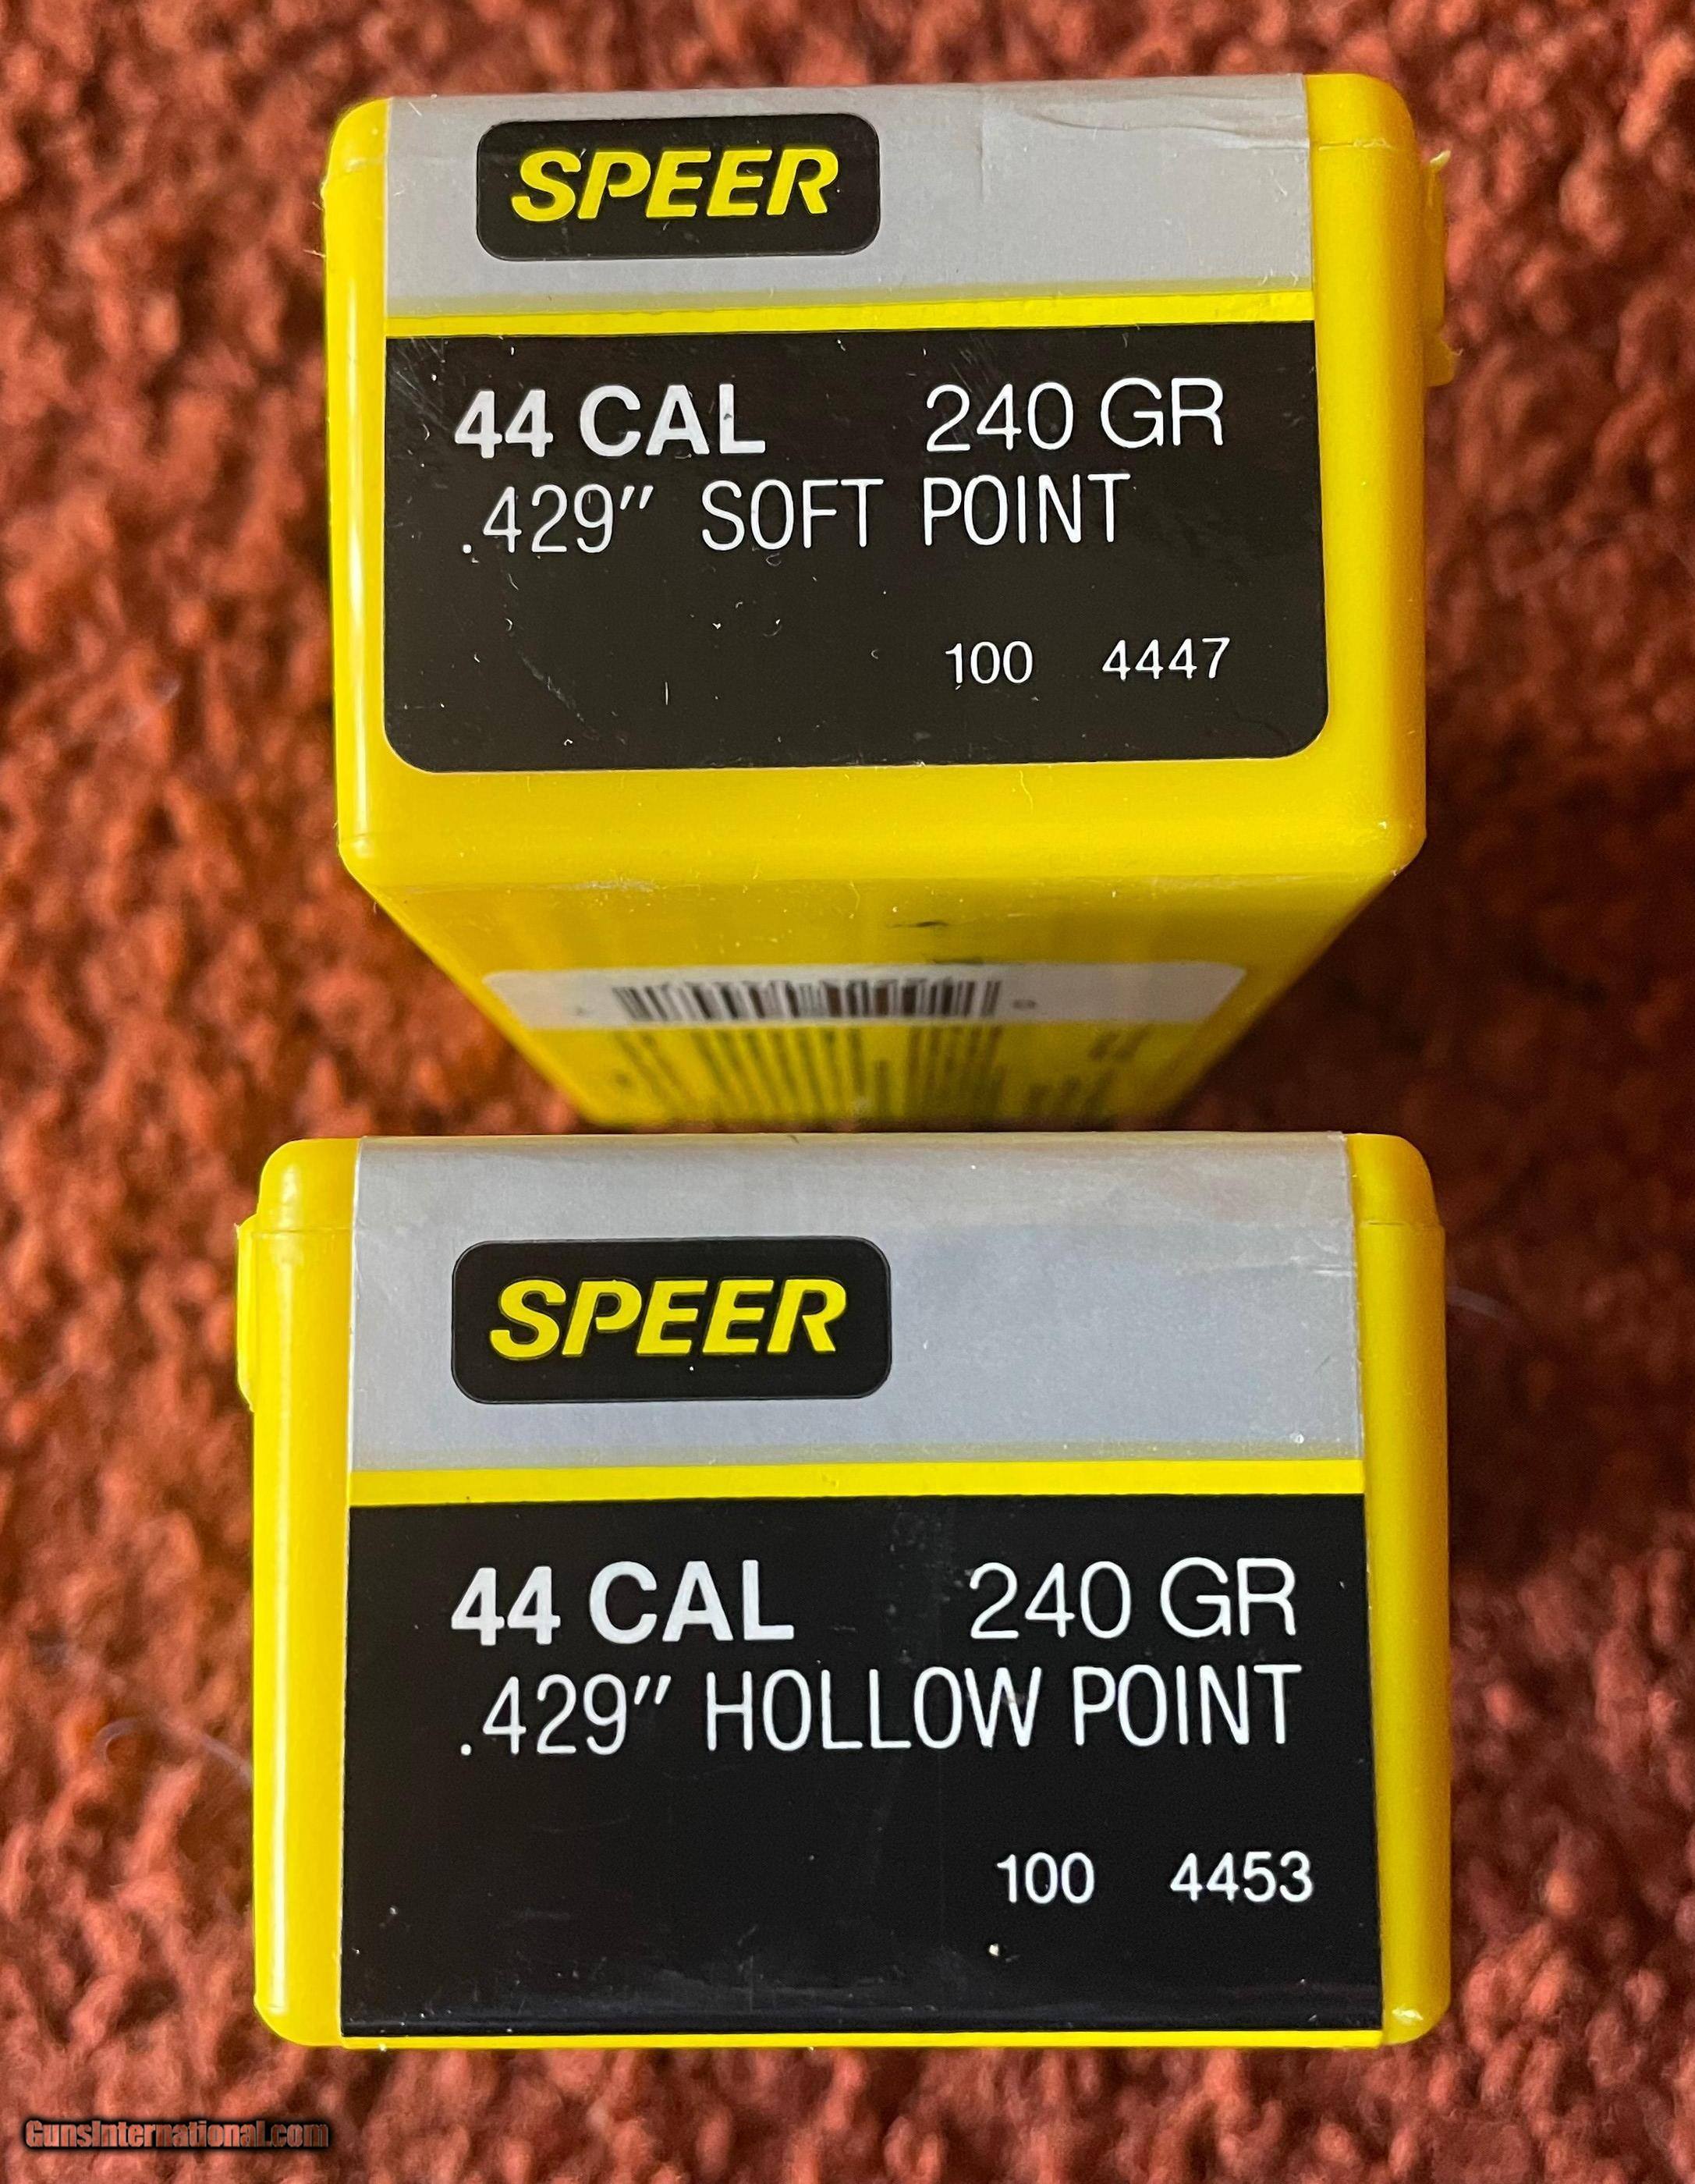 SPEER
44 CAL 240 GR
.429" SOFT POINT
100 4447
SPEER
44 CAL 240 GR
.429" HOLLOW POINT
100 4453
GunsInternational.com